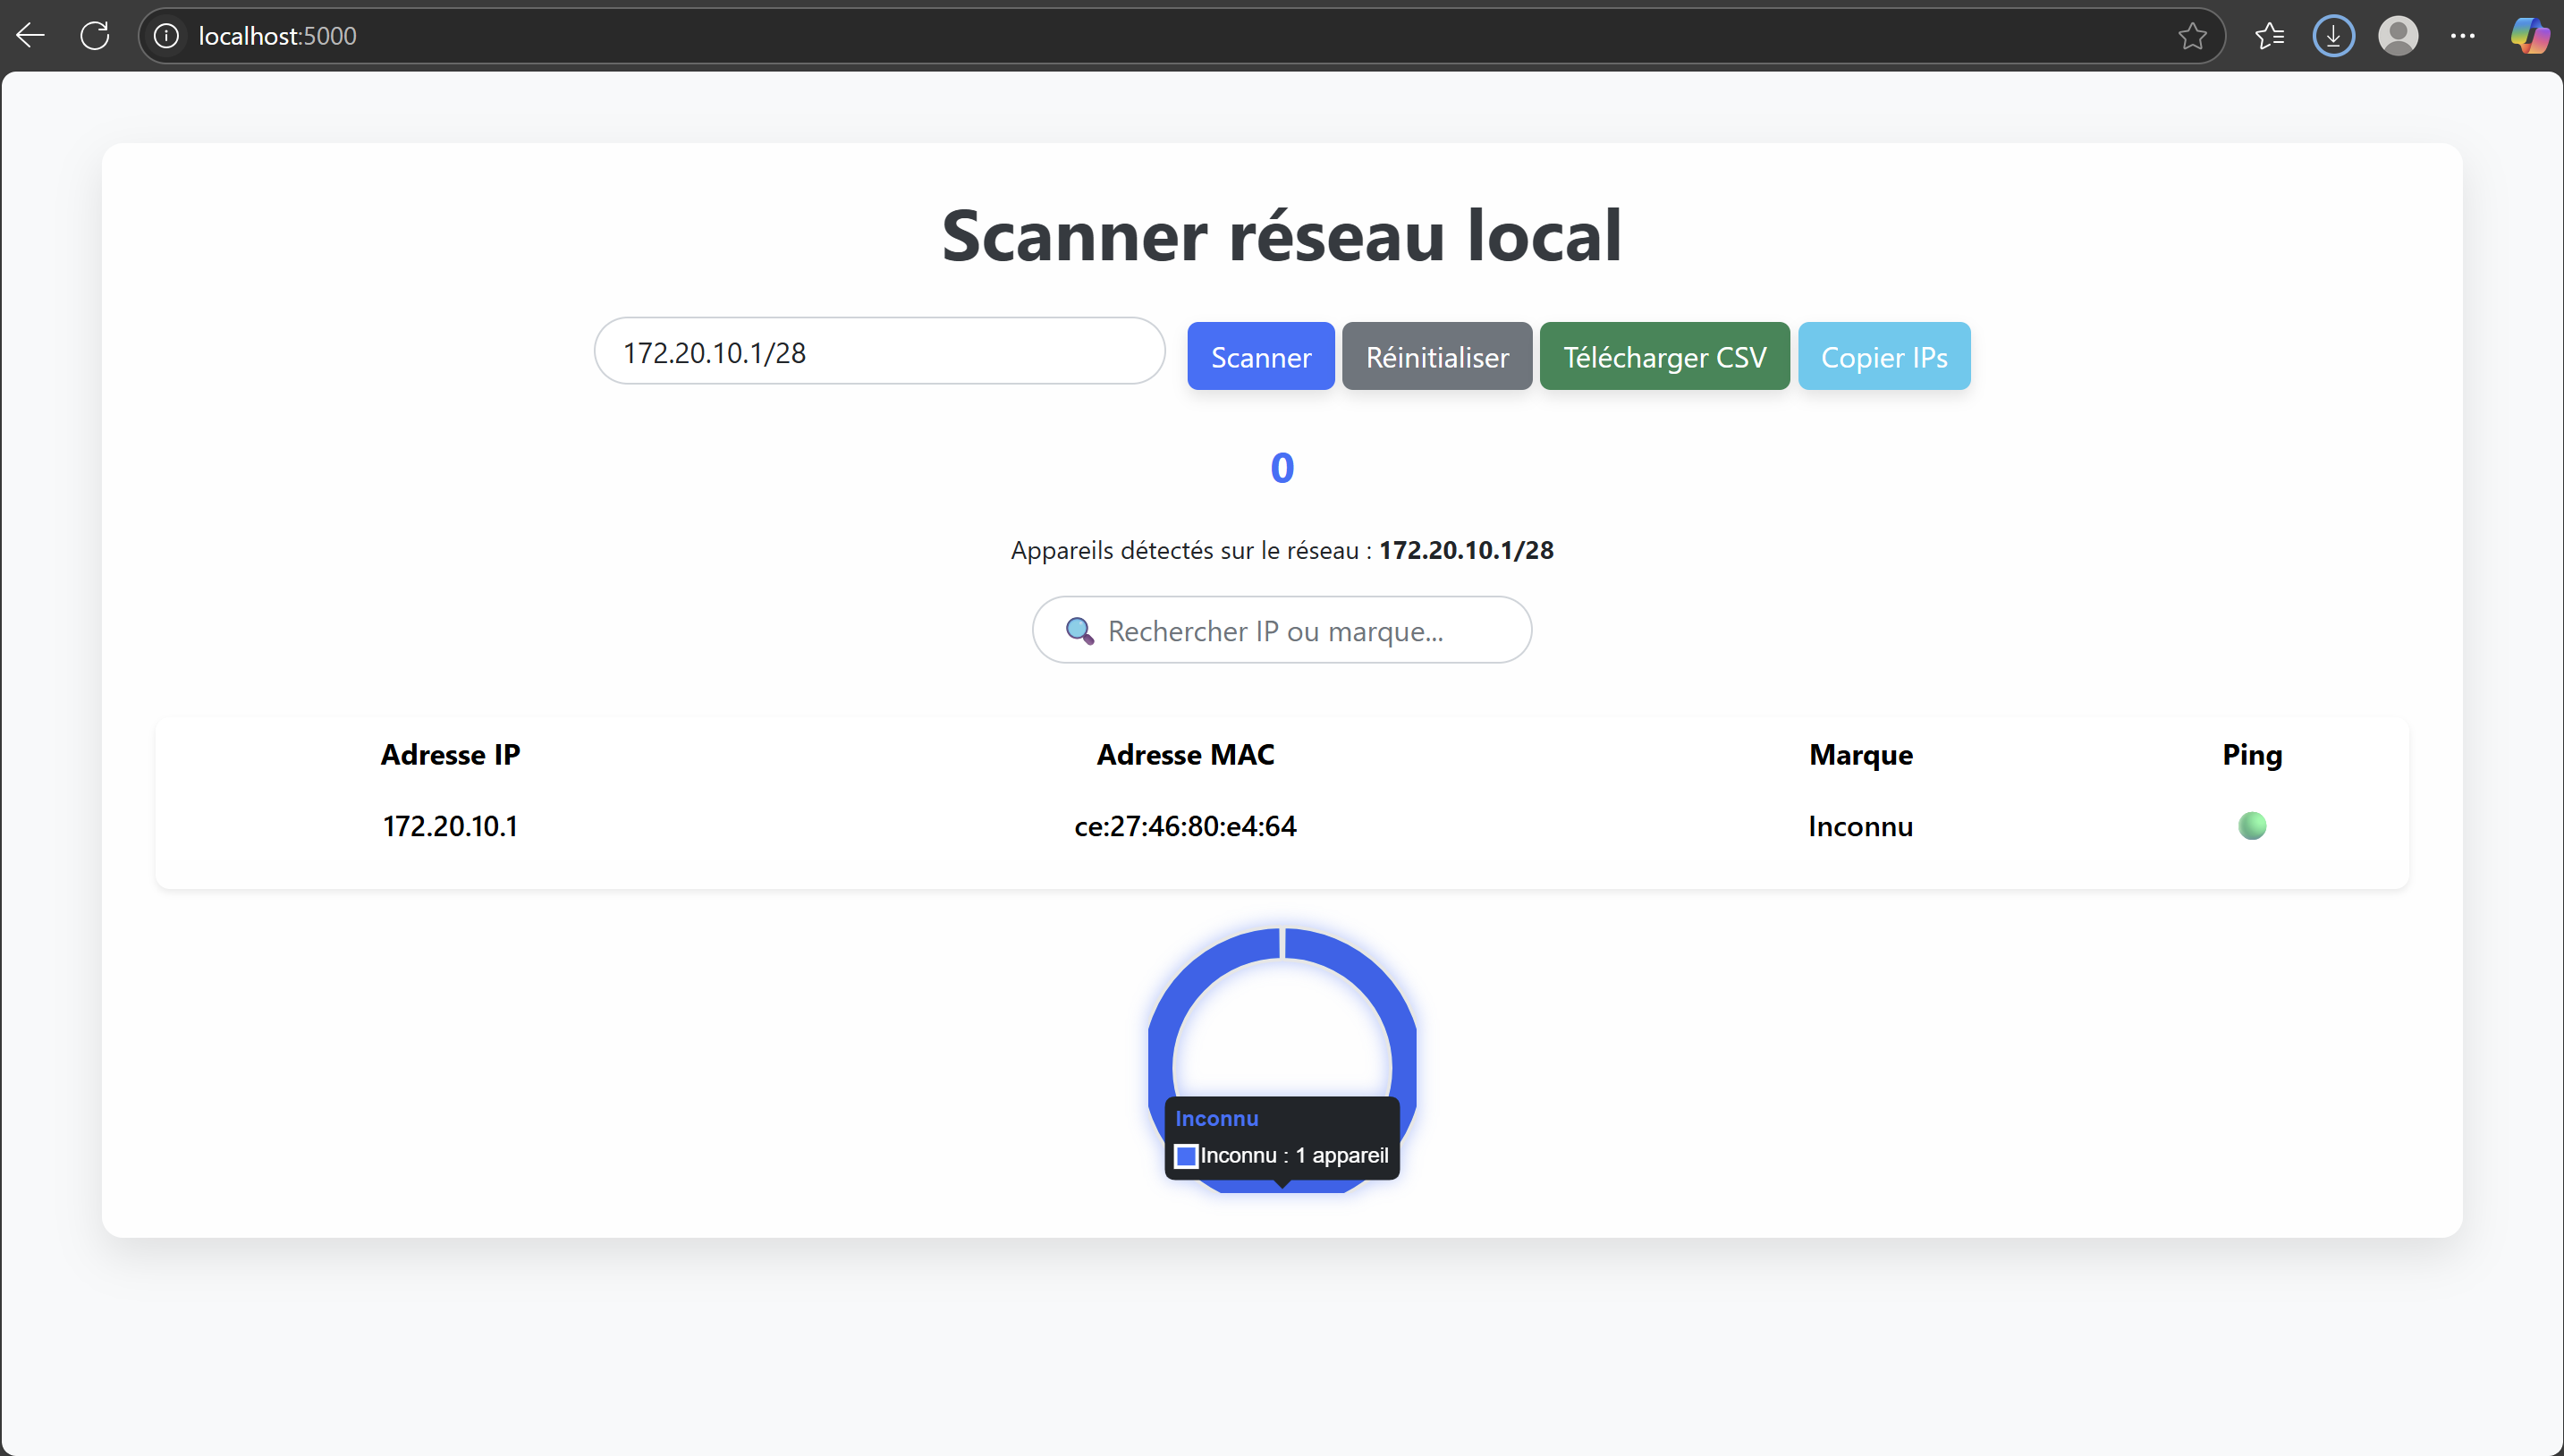 localhost:5000
Scanner réseau local
172.20.10.1/28 Scanner Réinitialiser Télécharger CSV Copier IPs
0
Appareils détectés sur le réseau : 172.20.10.1/28
Rechercher IP ou marque...
Adresse IP Adresse MAC Marque Ping
172.20.10.1 ce:27:46:80:e4:64 Inconnu
Inconnu
Inconnu : 1 appareil